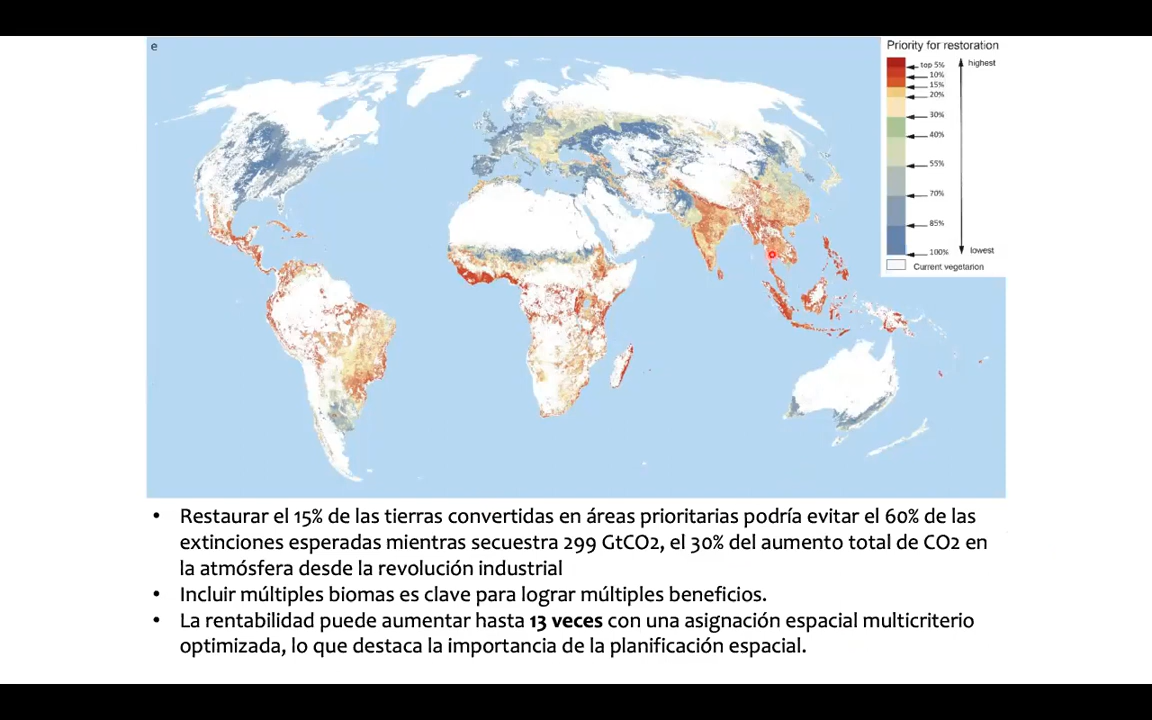 e
Priority for restoration
top 5%
highest
10%
15%
20%
30%
40%
55%
70%
85%
100%
lowest
Current vegetation
• Restaurar el 15% de las tierras convertidas en áreas prioritarias podría evitar el 60% de las
extinciones esperadas mientras secuestra 299 GtCO2, el 30% del aumento total de CO2 en
la atmósfera desde la revolución industrial
• Incluir múltiples biomas es clave para lograr múltiples beneficios.
• La rentabilidad puede aumentar hasta 13 veces con una asignación espacial multicriterio
optimizada, lo que destaca la importancia de la planificación espacial.